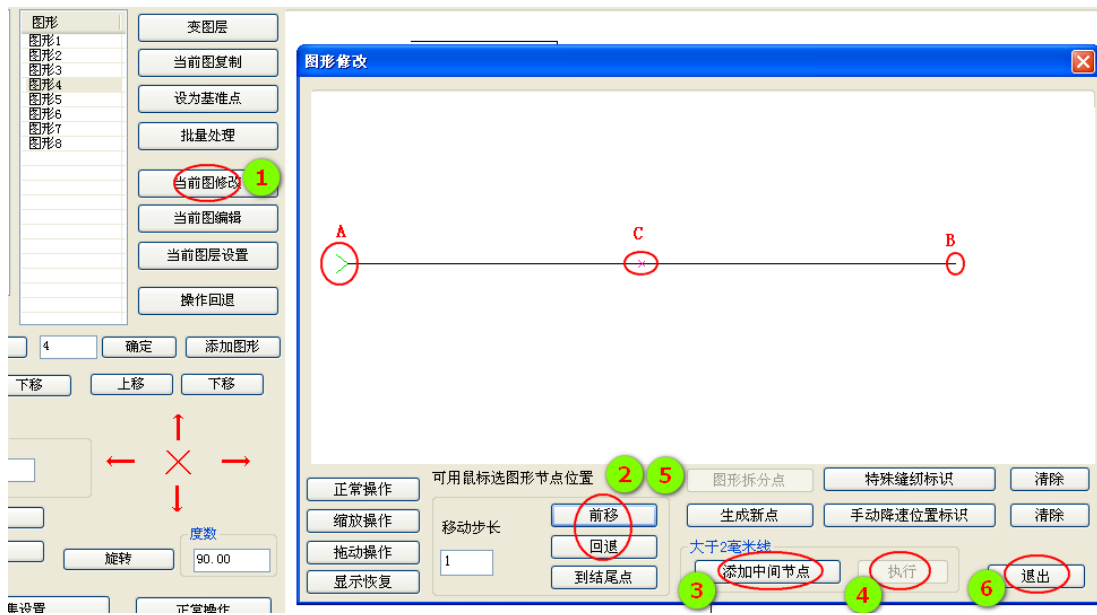 图形
图形1
图形2
图形3
图形4
图形5
图形6
图形7
图形8
变图层
当前图复制
设为基准点
批量处理
当前图修改
1
当前图编辑
当前图层设置
操作回退
4
确定
添加图形
下移
上移
下移
度数
旋转
90.00
正常操作
图形修改
A
C
B
可用鼠标选图形节点位置
2
5
正常操作
缩放操作
拖动操作
显示恢复
移动步长
1
前移
回退
到结尾点
图形拆分点
特殊缝纫标识
清除
生成新点
手动降速位置标识
清除
大于2毫米线
添加中间节点
执行
3
4
6
退出